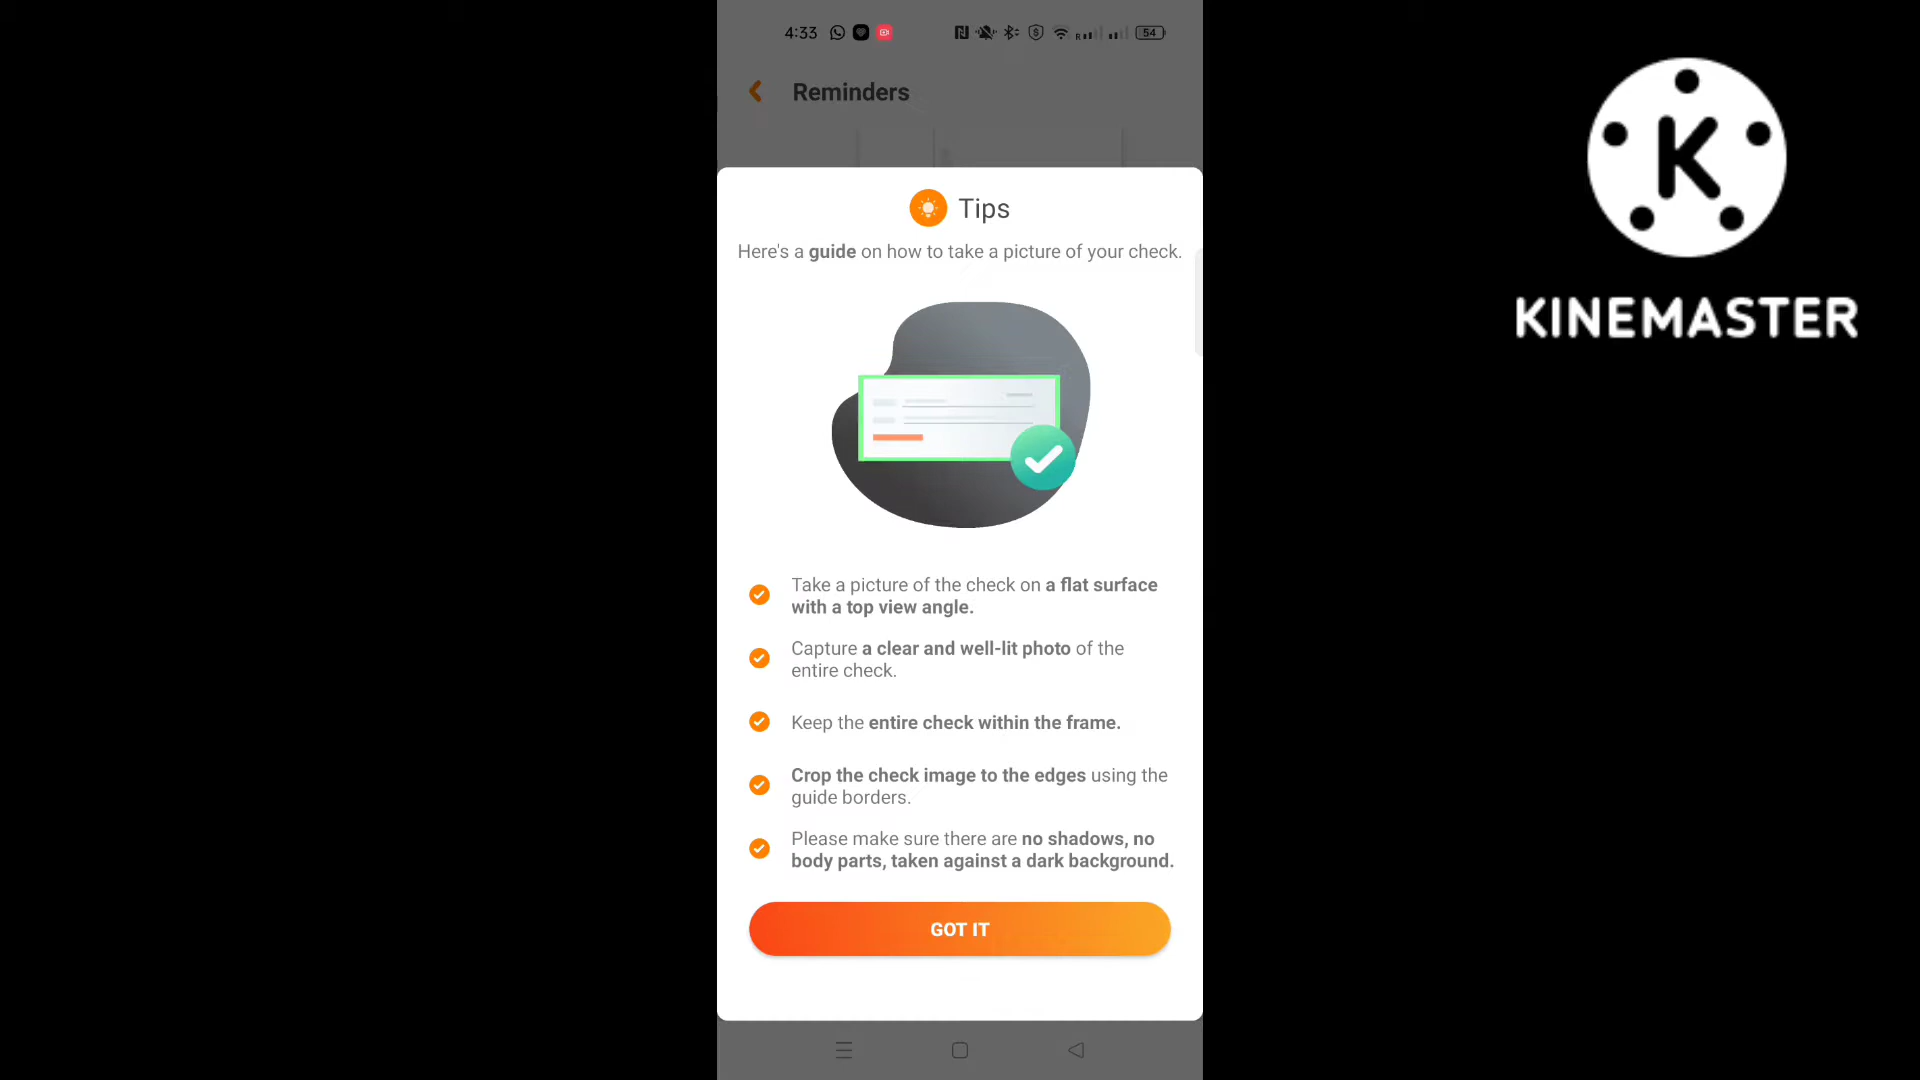 4:33
54
Reminders
Tips
Here's a guide on how to take a picture of your check.
Take a picture of the check on a flat surface
with a top view angle.
Capture a clear and well-lit photo of the
entire check.
Keep the entire check within the frame.
Crop the check image to the edges using the
guide borders.
Please make sure there are no shadows, no
body parts, taken against a dark background.
GOT IT
K
KINEMASTER